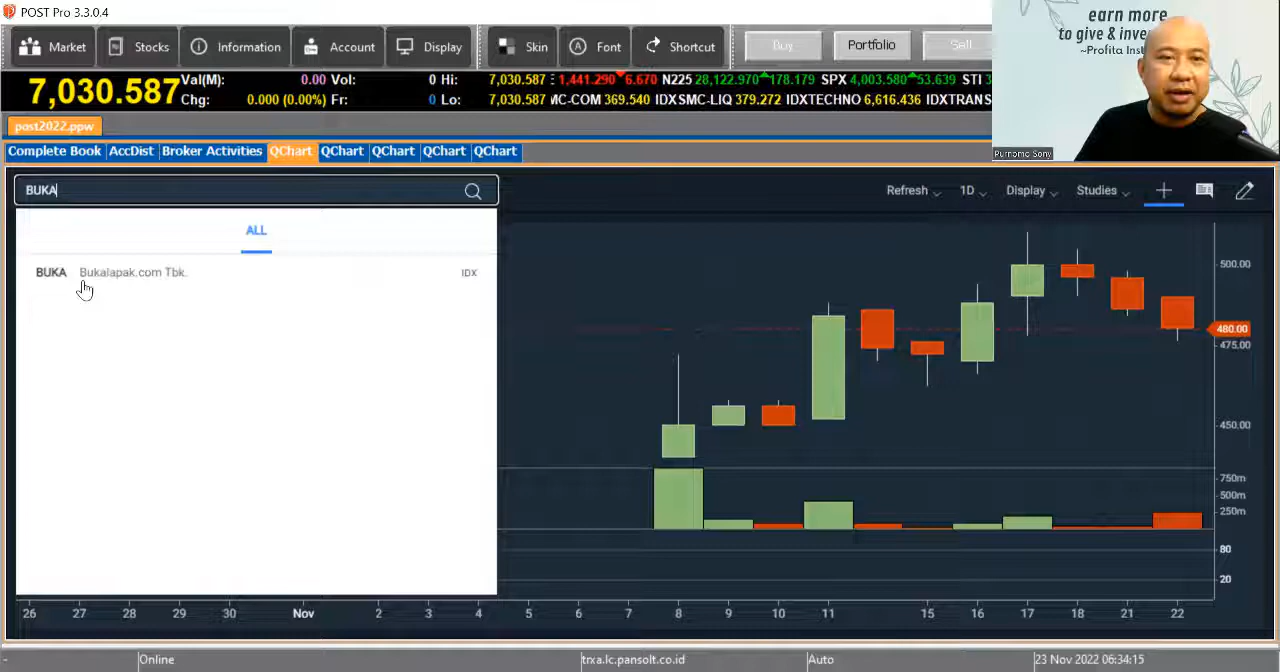 POST Pro 3.3.0.4
Market Stocks Information Account Display Skin Font Shortcut Buy Portfolio Sell
7,030.587 Val(M): 0.00 Vol: 0 Hi: 7,030.587 1,441.290 6.670 N225 28,122.970 178.179 SPX 4,003.580 53.639 STI 3
Chg: 0.000 (0.00%) Fr: 0 Lo: 7,030.587 MC-COM 369.540 IDXSMC-LIQ 379.272 IDXTECHNO 6,616.436 IDXTRANS
earn more
to give & inve
~Profita Inst
Purnomo Sony
post2022.ppw
Complete Book AccDist Broker Activities QChart QChart QChart QChart QChart
BUKA Refresh 1D Display Studies
ALL
BUKA Bukalapak.com Tbk. IDX
500.00
480.00
475.00
450.00
750m
500m
250m
80
20
26 27 28 29 30 Nov 2 3 4 5 6 7 8 9 10 11 15 16 17 18 21 22
- Online trxa.lc.pansolt.co.id Auto 23 Nov 2022 06:34:15